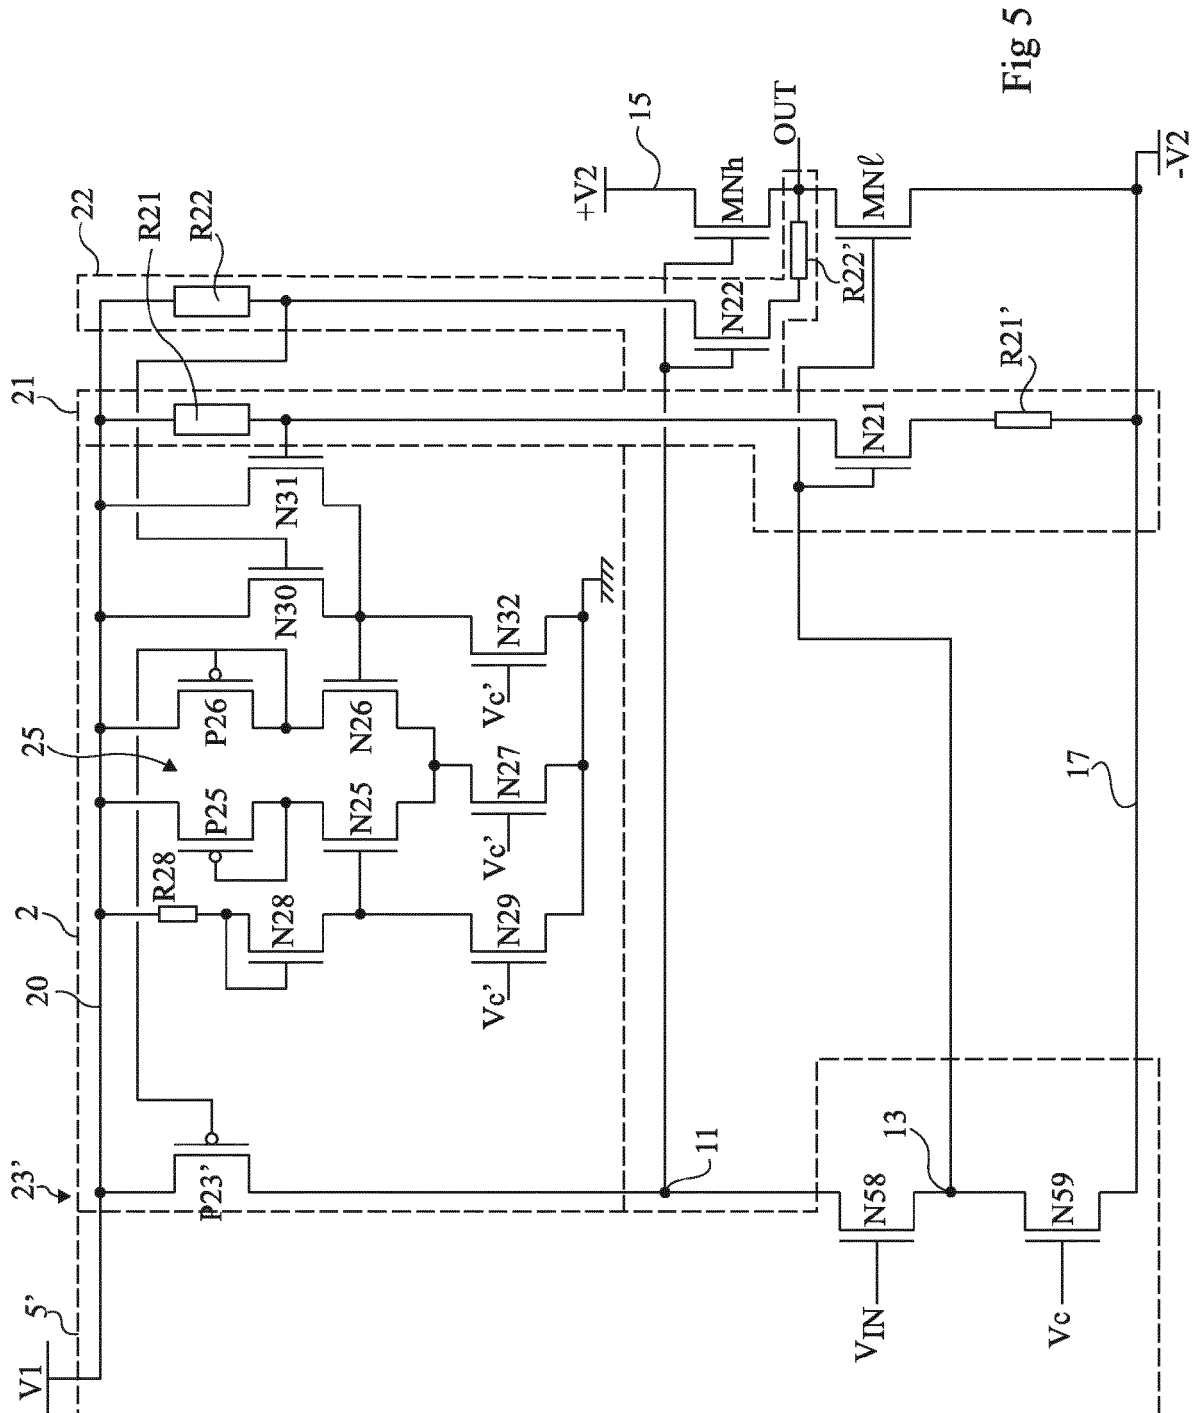 V1
5'
23'
20
2
25
21
22
R21
R22
P23'
R28
P25
P26
N28
N25
N26
N30
N31
N29
N27
N32
Vc'
Vc'
Vc'
+V2
15
MNh
N22
OUT
R22'
MNℓ
N21
R21'
11
VIN
N58
13
Vc
N59
17
-V2
Fig 5